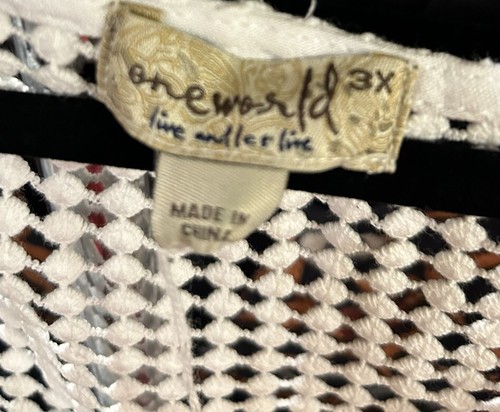 oneworld 3X
live and let live
MADE IN
CHINA